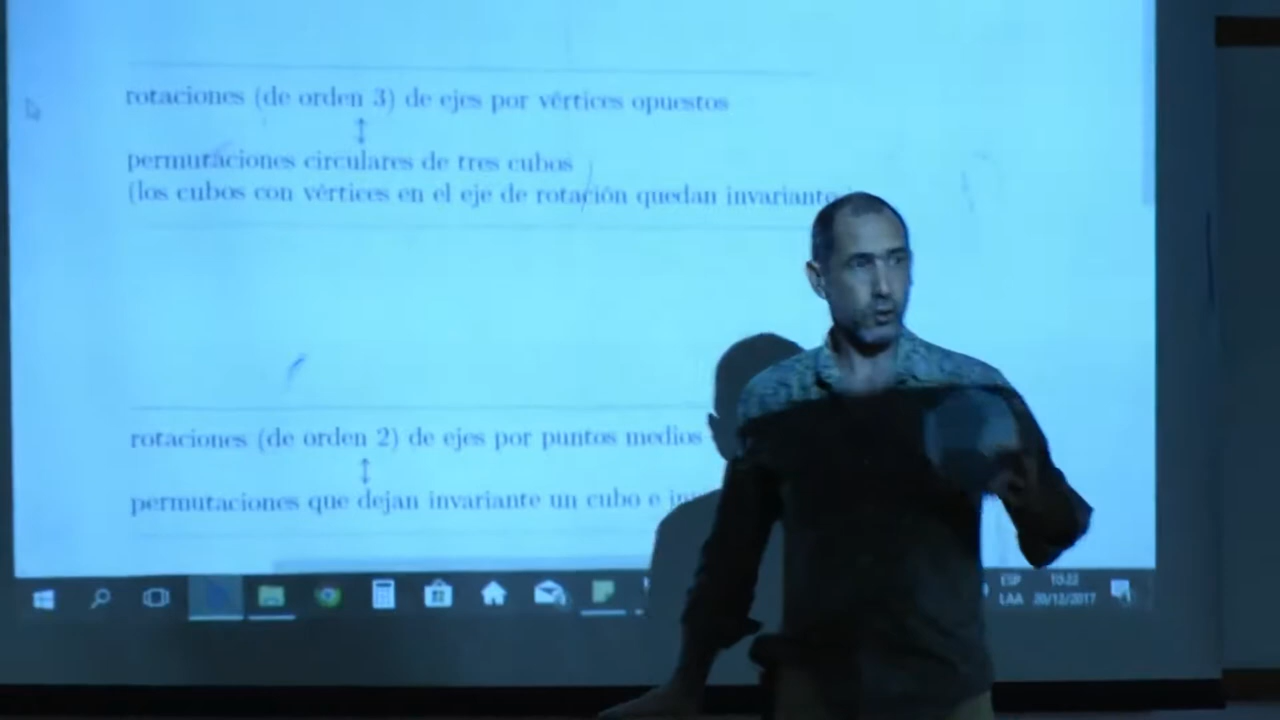 rotaciones (de orden 3) de ejes por vértices opuestos
permutaciones circulares de tres cubos
(los cubos con vértices en el eje de rotación quedan invariante
rotaciones (de orden 2) de ejes por puntos medios
permutaciones que dejan invariante un cubo e
ESP 10:22
LAA 20/12/2017